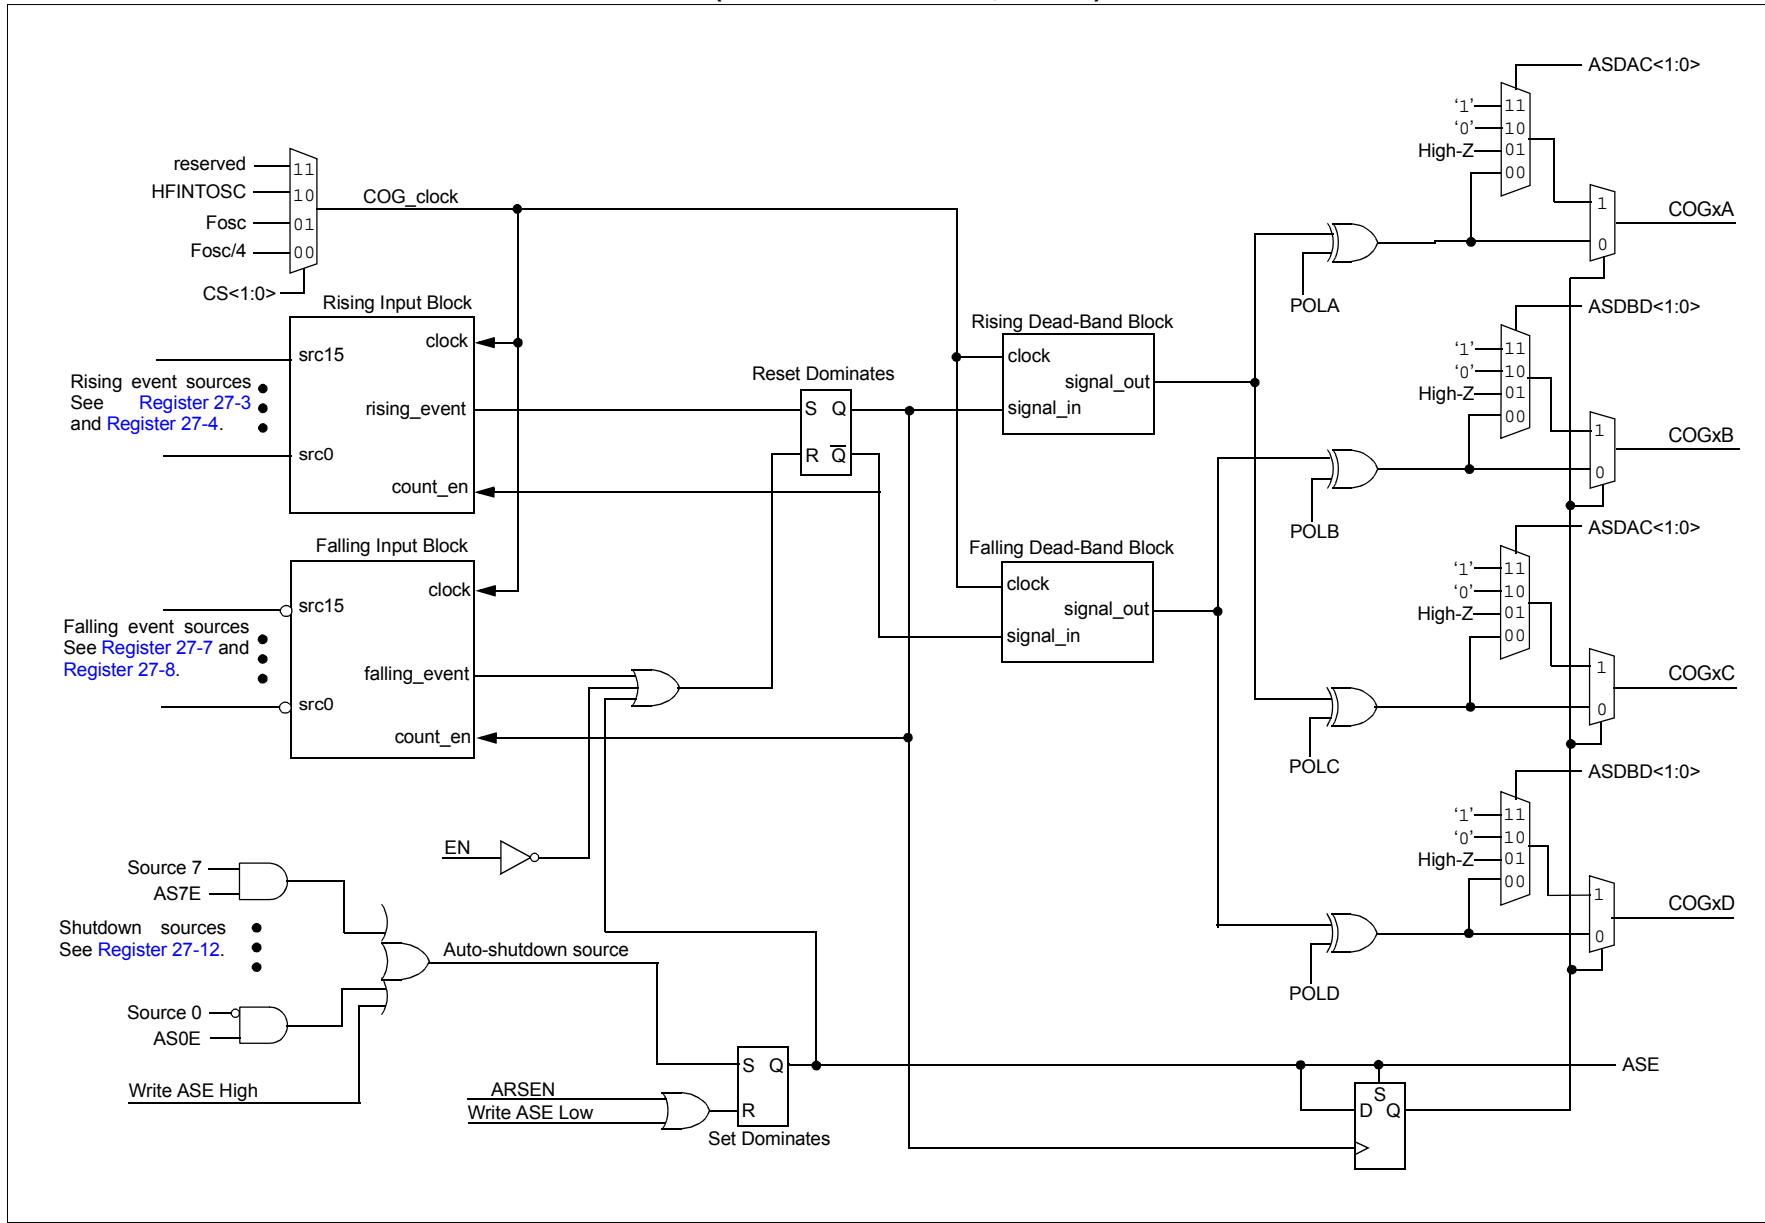 ASDAC<1:0>
‘1’
11
‘0’
10
High-Z
01
00
1
0
COGxA
reserved
11
HFINTOSC
10
Fosc
01
Fosc/4
00
CS<1:0>
COG_clock
POLA
Rising Input Block
clock
src15
Rising event sources
See Register 27-3
and Register 27-4.
rising_event
src0
count_en
Reset Dominates
S Q
R Q
Rising Dead-Band Block
clock
signal_out
signal_in
ASDBD<1:0>
‘1’
11
‘0’
10
High-Z
01
00
1
0
COGxB
POLB
Falling Input Block
clock
src15
Falling event sources
See Register 27-7 and
Register 27-8.
falling_event
src0
count_en
Falling Dead-Band Block
clock
signal_out
signal_in
ASDAC<1:0>
‘1’
11
‘0’
10
High-Z
01
00
1
0
COGxC
POLC
EN
ASDBD<1:0>
‘1’
11
‘0’
10
High-Z
01
00
1
0
COGxD
POLD
Source 7
AS7E
Shutdown sources
See Register 27-12.
Source 0
AS0E
Write ASE High
Auto-shutdown source
ARSEN
Write ASE Low
S Q
R
Set Dominates
ASE
S
D Q